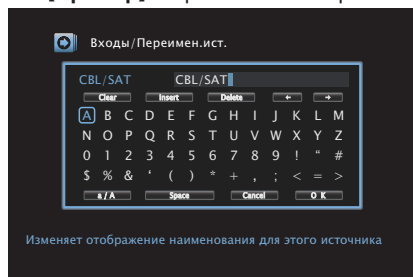 Входы/Переимен.ист.
CBL/SAT CBL/SAT
Clear Insert Delete ← →
A B C D E F G H I J K L M
N O P Q R S T U V W X Y Z
0 1 2 3 4 5 6 7 8 9 ! “ #
$ % & ‘ ( ) * + , ; < = >
a / A Space Cancel O K
Изменяет отображение наименования для этого источника